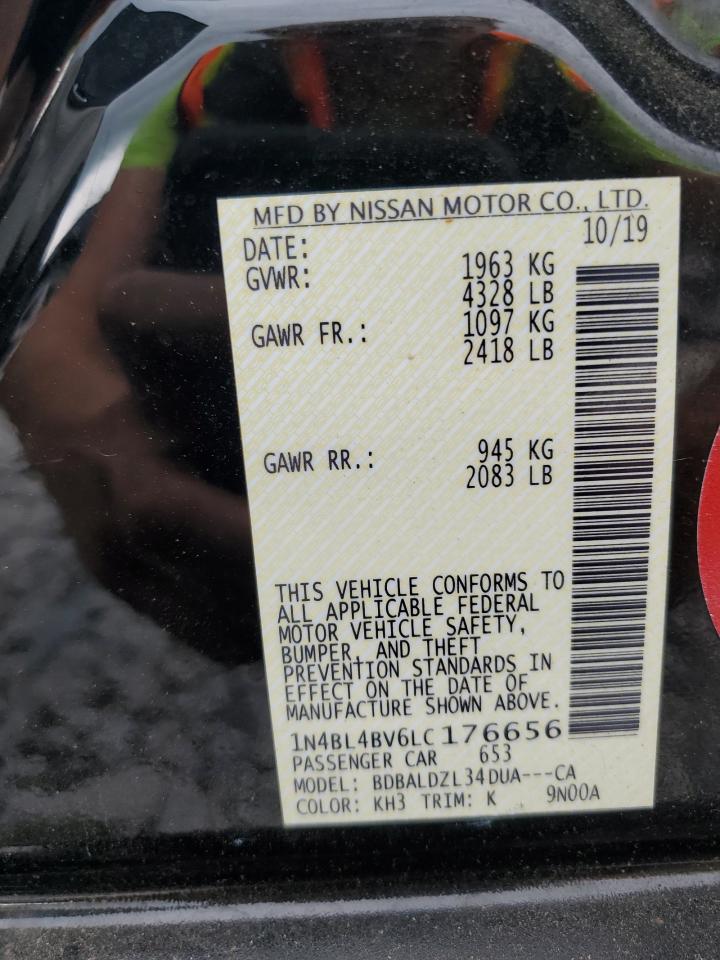 MFD BY NISSAN MOTOR CO., LTD.
DATE: 10/19
GVWR: 1963 KG
4328 LB
GAWR FR.: 1097 KG
2418 LB
GAWR RR.: 945 KG
2083 LB
THIS VEHICLE CONFORMS TO
ALL APPLICABLE FEDERAL
MOTOR VEHICLE SAFETY,
BUMPER, AND THEFT
PREVENTION STANDARDS IN
EFFECT ON THE DATE OF
MANUFACTURE SHOWN ABOVE.
1N4BL4BV6LC176656
PASSENGER CAR 653
MODEL: BDBALDZL34DUA---CA
COLOR: KH3 TRIM: K 9N00A